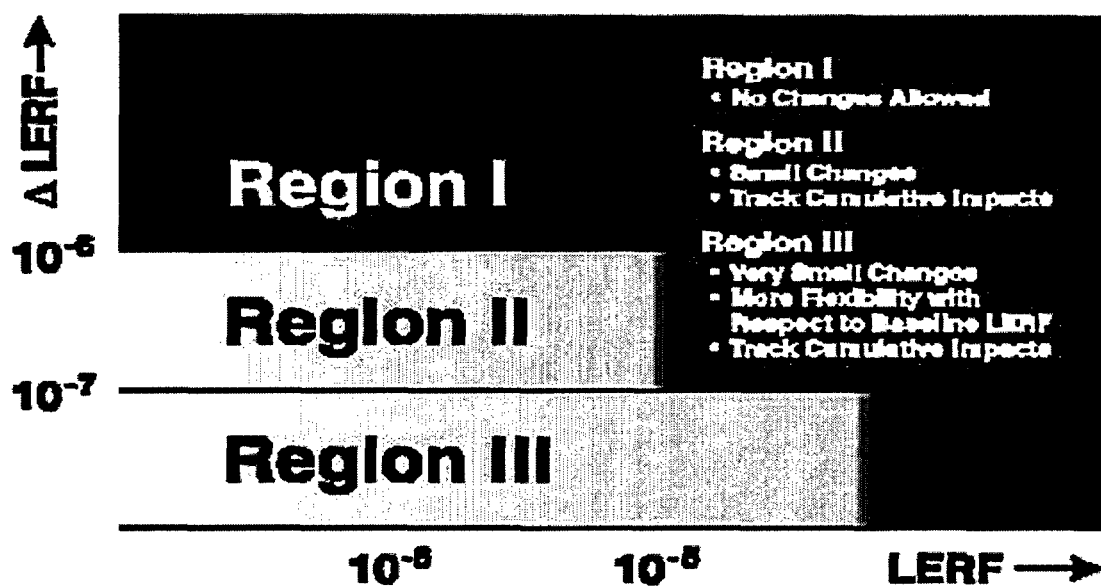 Δ LERF→
Region I
• No Changes Allowed
Region II
• Small Changes
• Track Cumulative Impacts
Region III
• Very Small Changes
• More Flexibility with
Respect to Baseline LERF
• Track Cumulative Impacts
Region I
10⁻⁶
Region II
10⁻⁷
Region III
10⁻⁶ 10⁻⁵ LERF →